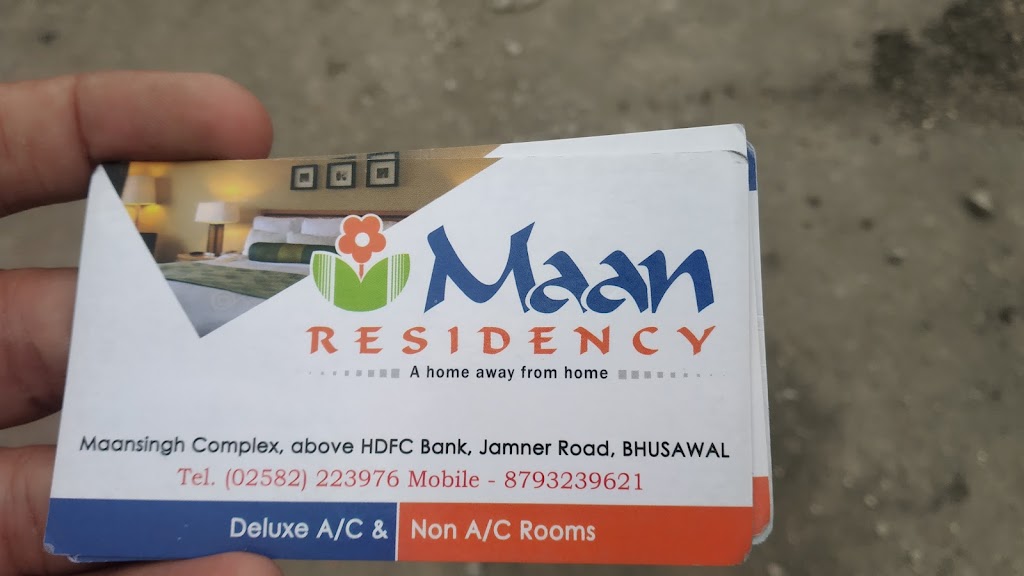 Maan
RESIDENCY
A home away from home
Maansingh Complex, above HDFC Bank, Jamner Road, BHUSAWAL
Tel. (02582) 223976 Mobile - 8793239621
Deluxe A/C & Non A/C Rooms